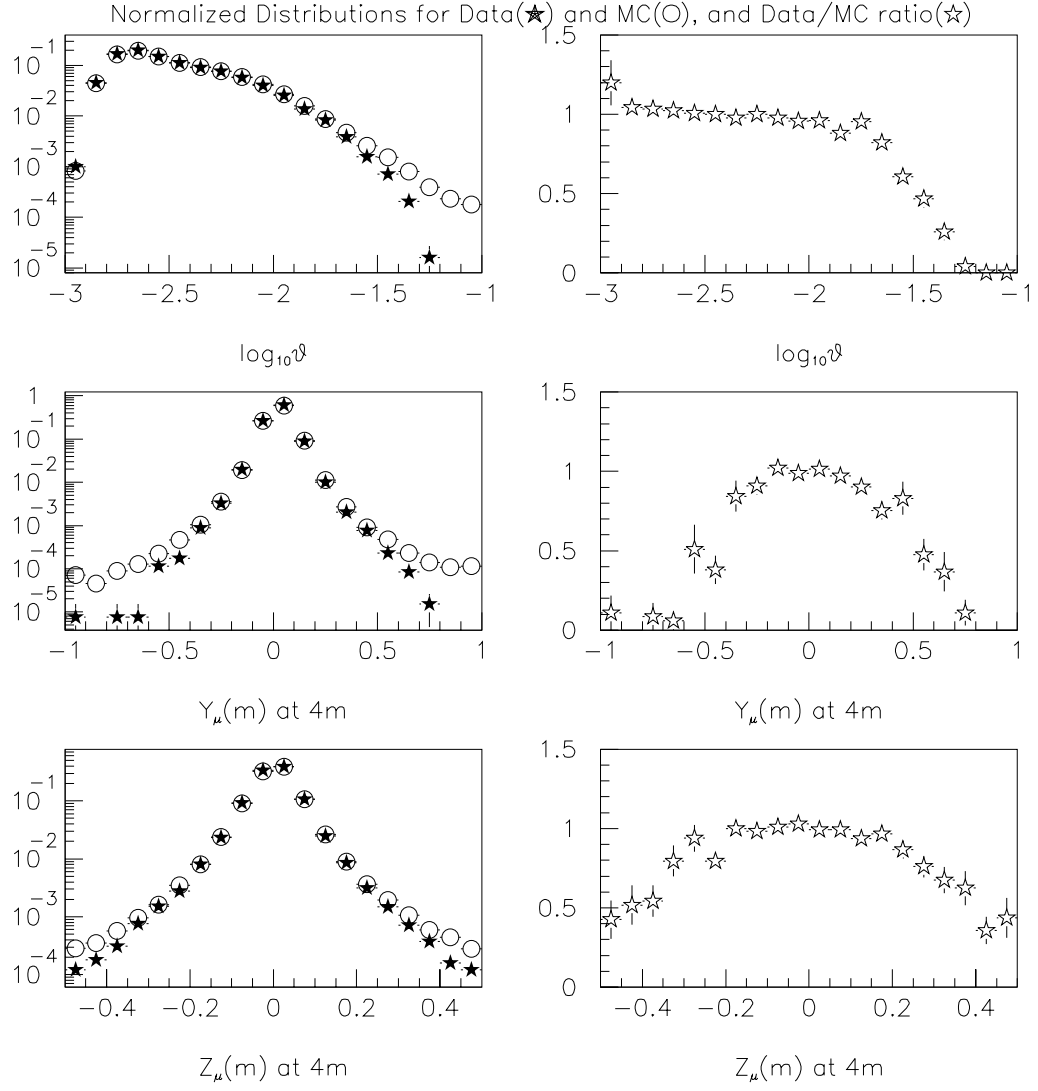 Normalized Distributions for Data(★) and MC(O), and Data/MC ratio(☆)
10⁻¹
10⁻²
10⁻³
10⁻⁴
10⁻⁵
−3 −2.5 −2 −1.5 −1
log₁₀ϑ
1.5
1
0.5
0
−3 −2.5 −2 −1.5 −1
log₁₀ϑ
1
10⁻¹
10⁻²
10⁻³
10⁻⁴
10⁻⁵
−1 −0.5 0 0.5 1
Y_μ(m) at 4m
1.5
1
0.5
0
−1 −0.5 0 0.5 1
Y_μ(m) at 4m
10⁻¹
10⁻²
10⁻³
10⁻⁴
−0.4 −0.2 0 0.2 0.4
Z_μ(m) at 4m
1.5
1
0.5
0
−0.4 −0.2 0 0.2 0.4
Z_μ(m) at 4m